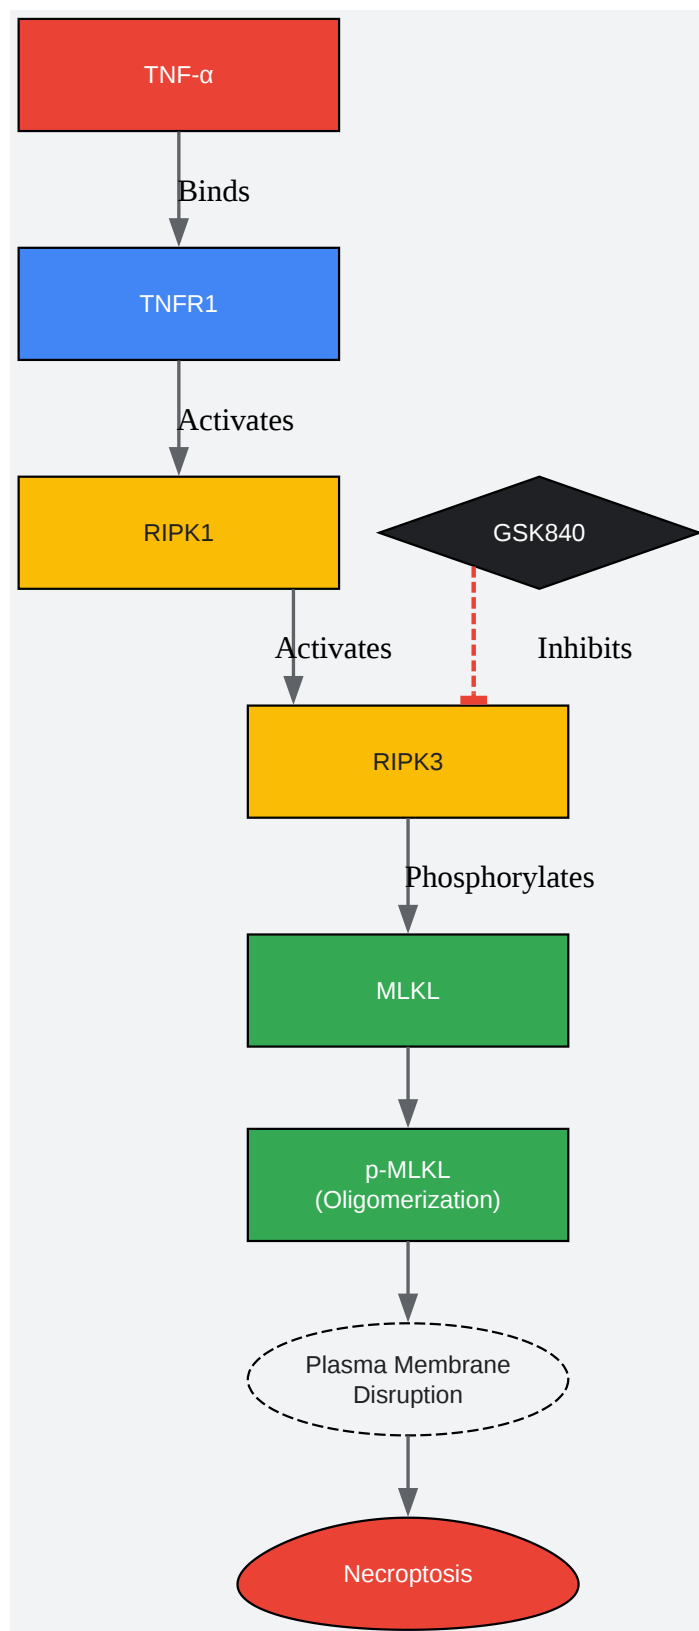 TNF-α
Binds
TNFR1
Activates
RIPK1
GSK840
Activates
Inhibits
RIPK3
Phosphorylates
MLKL
p-MLKL
(Oligomerization)
Plasma Membrane
Disruption
Necroptosis